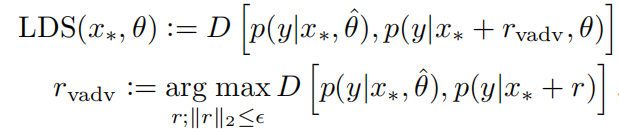 LDS(x_*, θ) := D [p(y|x_*, θ̂), p(y|x_* + r_vadv, θ)]
r_vadv := arg max_{r;‖r‖_2≤ϵ} D [p(y|x_*, θ̂), p(y|x_* + r)] .